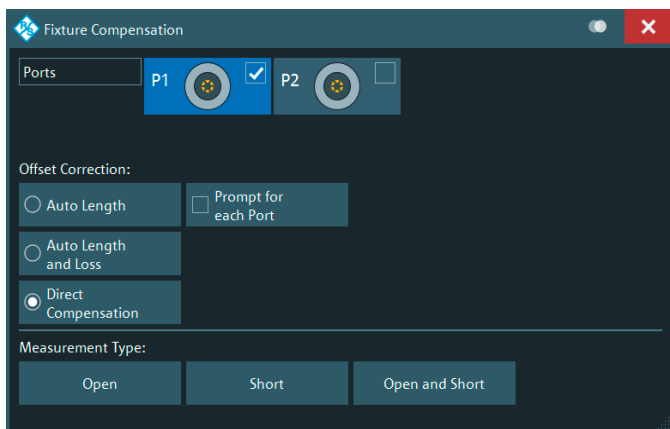 R&S Fixture Compensation
Ports
P1
P2
Offset Correction:
Auto Length
Prompt for
each Port
Auto Length
and Loss
Direct
Compensation
Measurement Type:
Open
Short
Open and Short